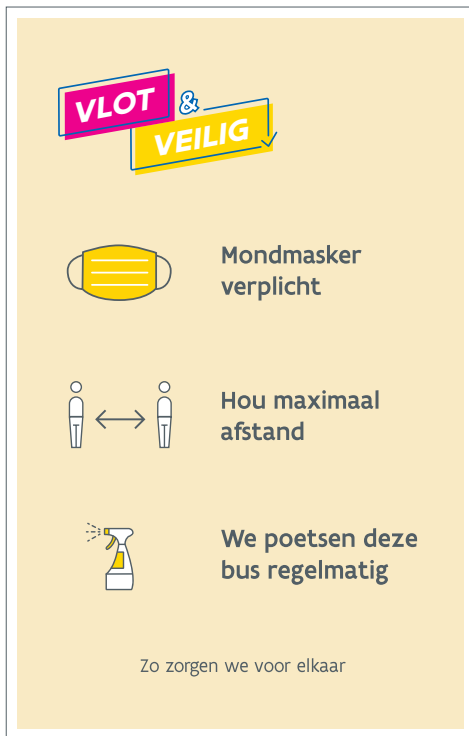 VLOT
&
VEILIG
Mondmasker
verplicht
Hou maximaal
afstand
We poetsen deze
bus regelmatig
Zo zorgen we voor elkaar